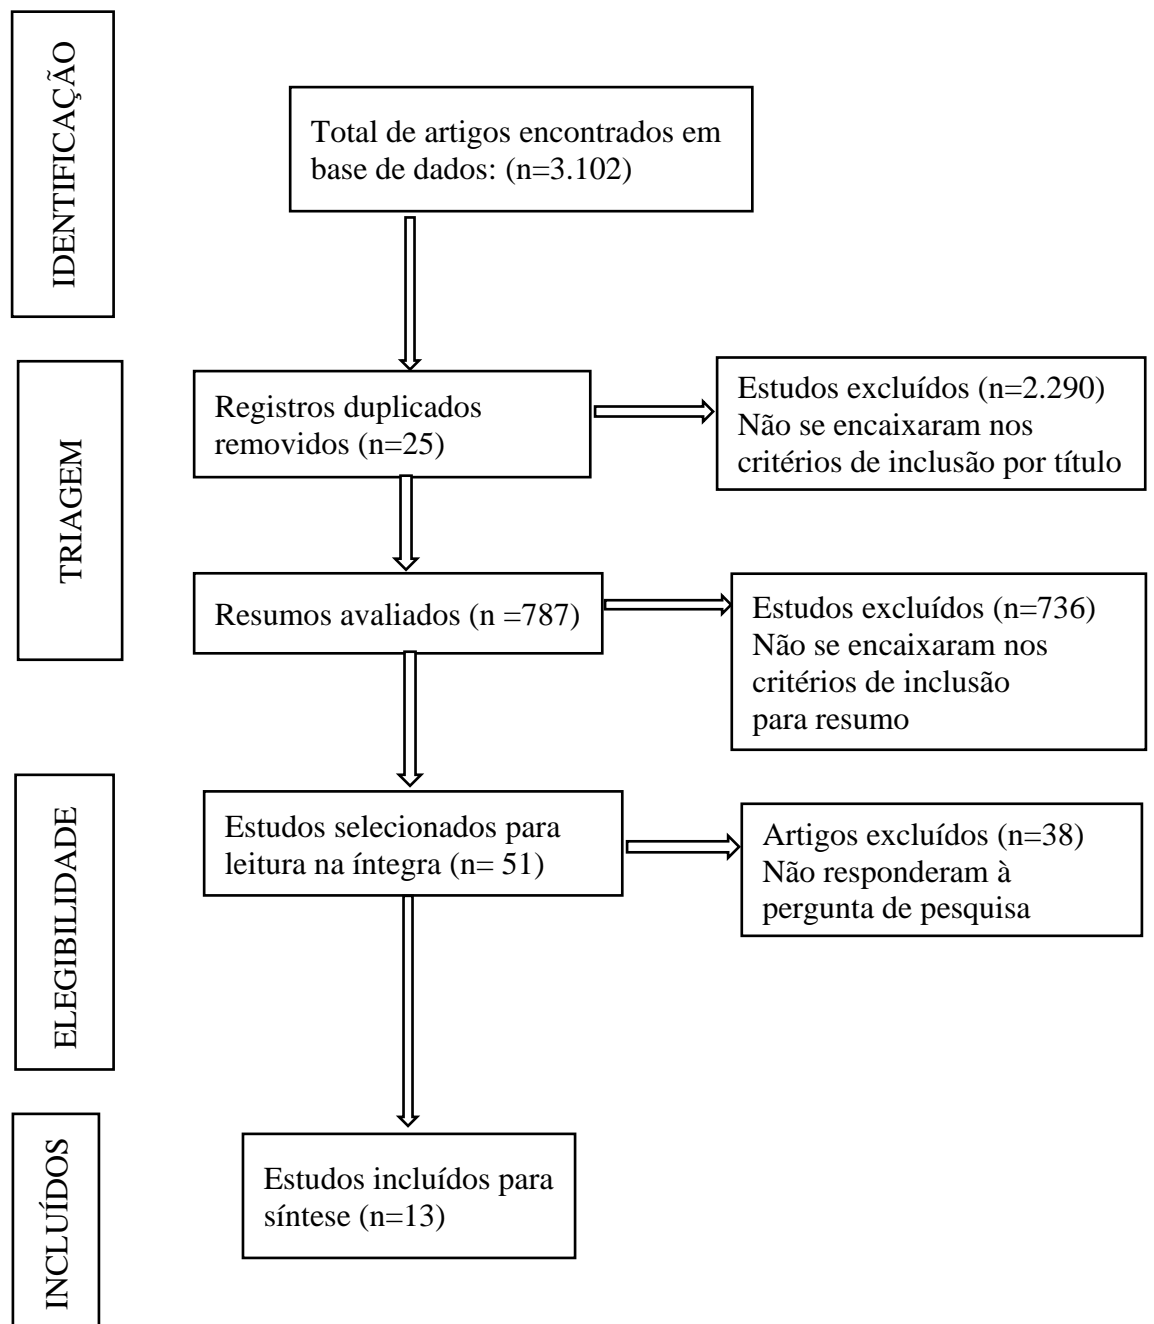 IDENTIFICAÇÃO
Total de artigos encontrados em
base de dados: (n=3.102)
TRIAGEM
Registros duplicados
removidos (n=25)
Estudos excluídos (n=2.290)
Não se encaixaram nos
critérios de inclusão por título
Resumos avaliados (n =787)
Estudos excluídos (n=736)
Não se encaixaram nos
critérios de inclusão
para resumo
ELEGIBILIDADE
Estudos selecionados para
leitura na íntegra (n= 51)
Artigos excluídos (n=38)
Não responderam à
pergunta de pesquisa
INCLUÍDOS
Estudos incluídos para
síntese (n=13)